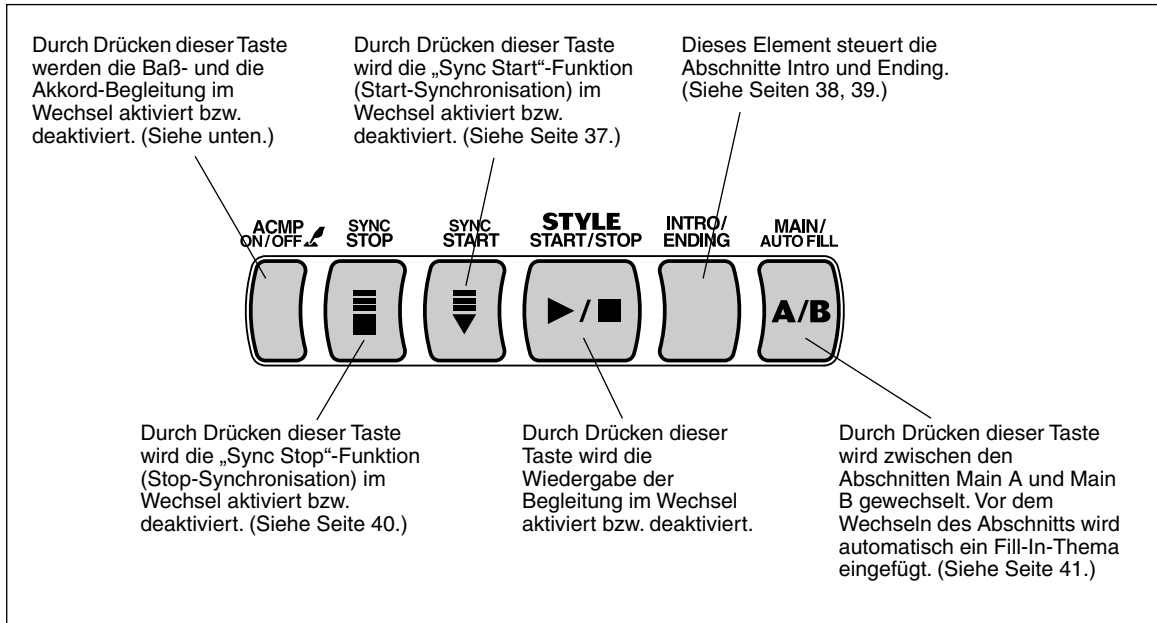 Durch Drücken dieser Taste
werden die Baß- und die
Akkord-Begleitung im
Wechsel aktiviert bzw.
deaktiviert. (Siehe unten.)
Durch Drücken dieser Taste
wird die „Sync Start“-Funktion
(Start-Synchronisation) im
Wechsel aktiviert bzw.
deaktiviert. (Siehe Seite 37.)
Dieses Element steuert die
Abschnitte Intro und Ending.
(Siehe Seiten 38, 39.)
ACMP
ON/OFF
SYNC
STOP
SYNC
START
STYLE
START/STOP
INTRO/
ENDING
MAIN/
AUTO FILL
A/B
Durch Drücken dieser Taste
wird die „Sync Stop“-Funktion
(Stop-Synchronisation) im
Wechsel aktiviert bzw.
deaktiviert. (Siehe Seite 40.)
Durch Drücken dieser
Taste wird die
Wiedergabe der
Begleitung im Wechsel
aktiviert bzw. deaktiviert.
Durch Drücken dieser Taste
wird zwischen den
Abschnitten Main A und Main
B gewechselt. Vor dem
Wechseln des Abschnitts wird
automatisch ein Fill-In-Thema
eingefügt. (Siehe Seite 41.)